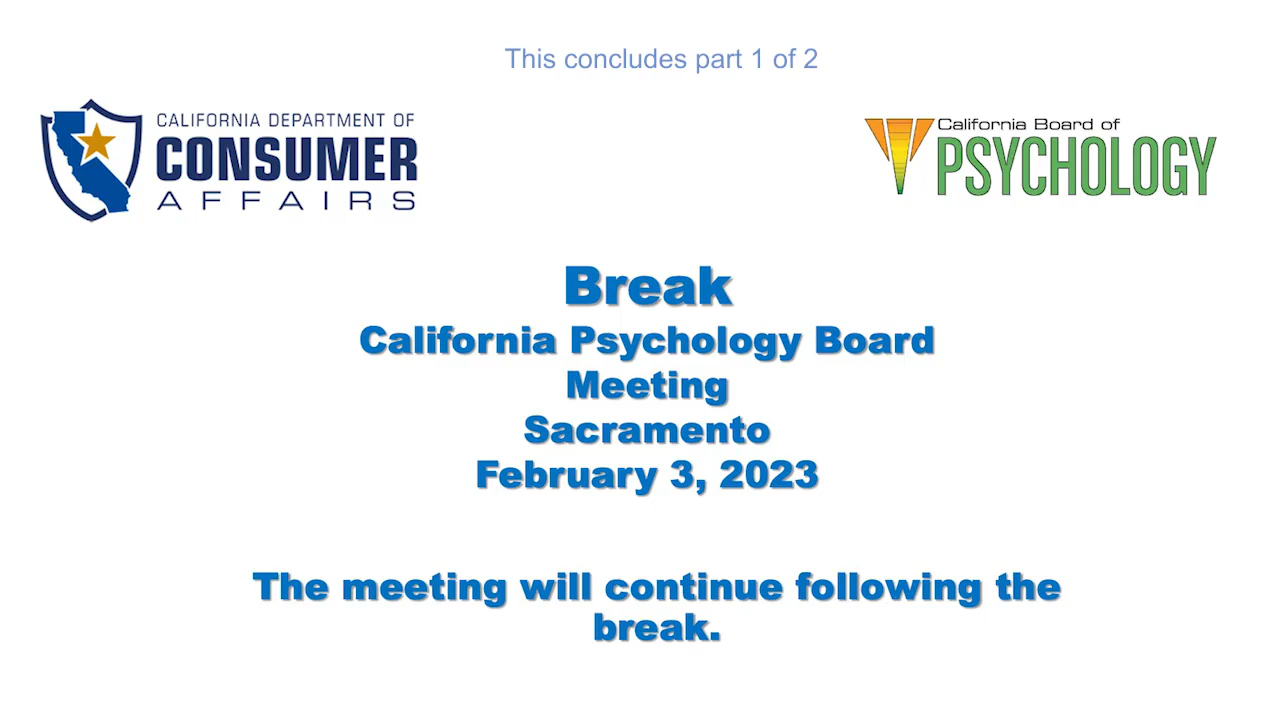 This concludes part 1 of 2
CALIFORNIA DEPARTMENT OF
CONSUMER
AFFAIRS
California Board of
PSYCHOLOGY
Break
California Psychology Board
Meeting
Sacramento
February 3, 2023
The meeting will continue following the
break.